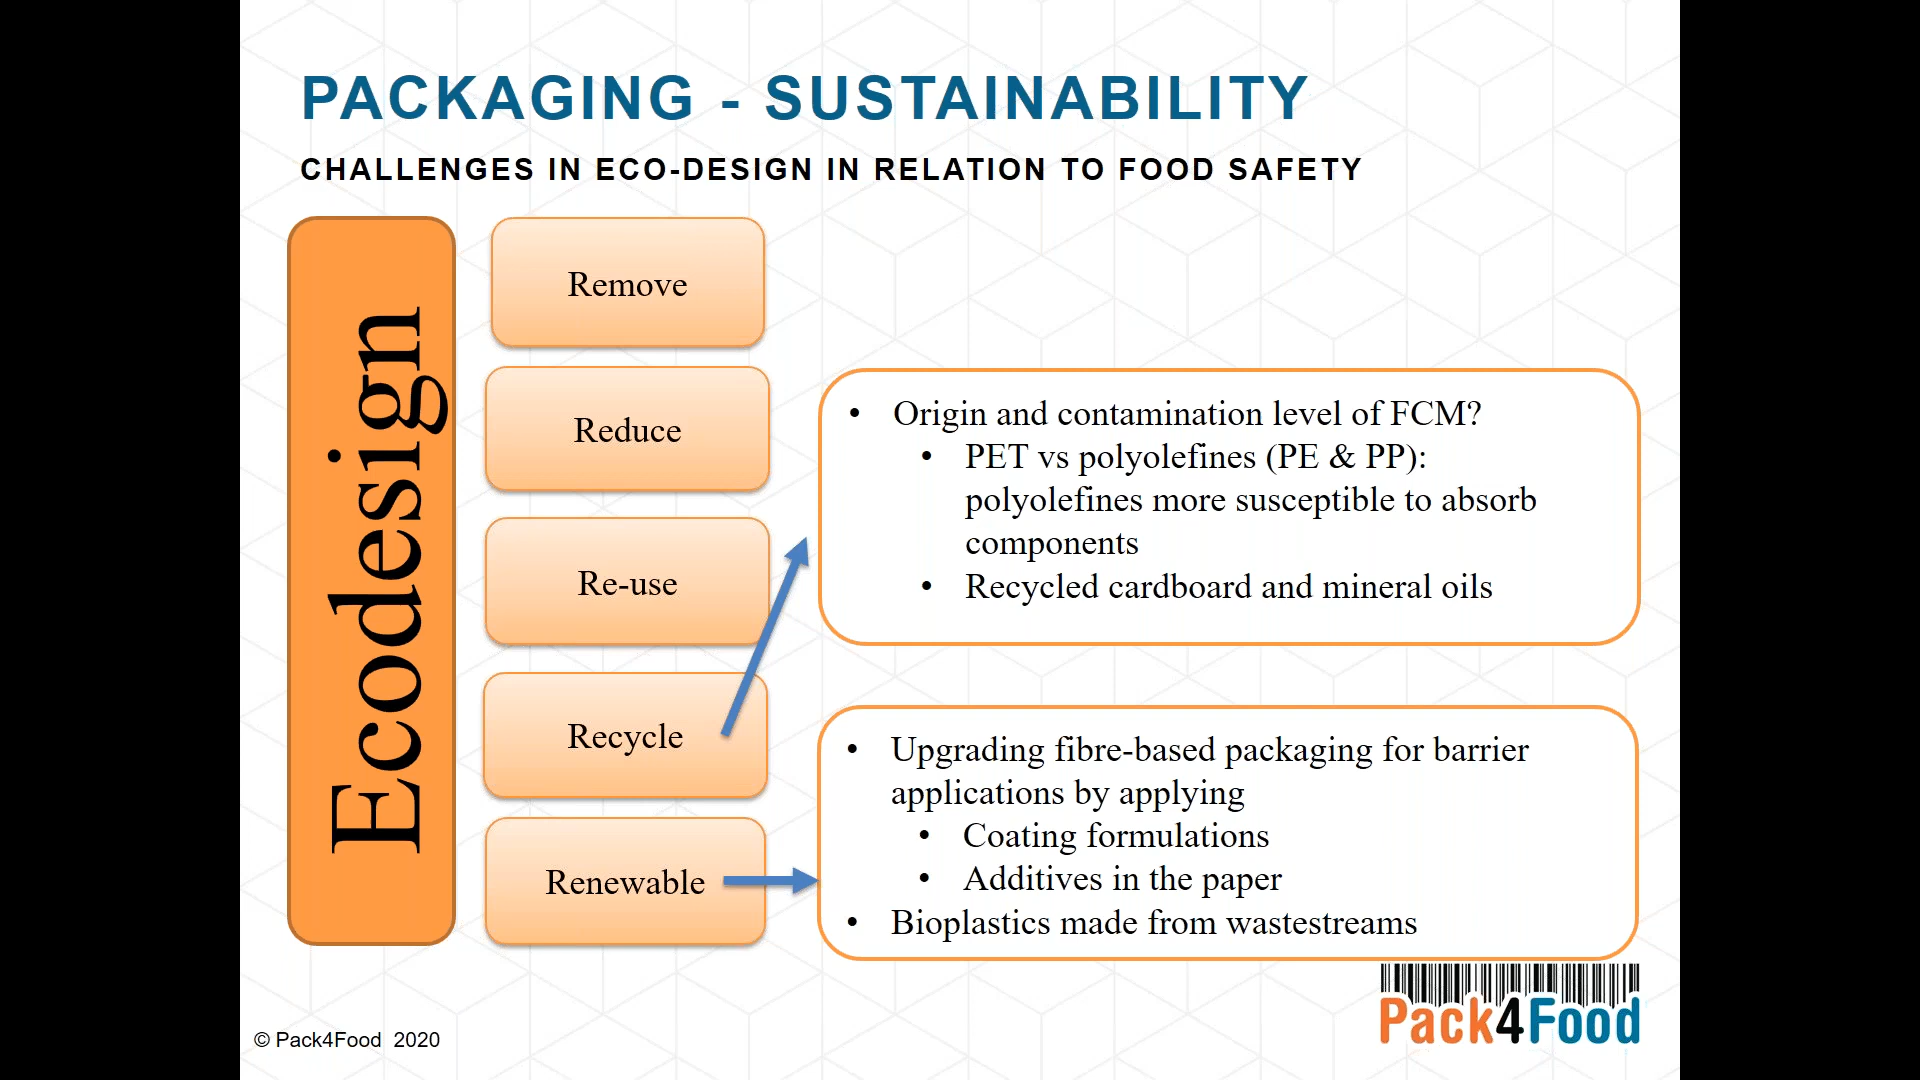 PACKAGING - SUSTAINABILITY
CHALLENGES IN ECO-DESIGN IN RELATION TO FOOD SAFETY
Ecodesign
Remove
Reduce
Re-use
Recycle
Renewable
• Origin and contamination level of FCM?
• PET vs polyolefines (PE & PP):
polyolefines more susceptible to absorb
components
• Recycled cardboard and mineral oils
• Upgrading fibre-based packaging for barrier
applications by applying
• Coating formulations
• Additives in the paper
• Bioplastics made from wastestreams
© Pack4Food 2020
Pack4Food